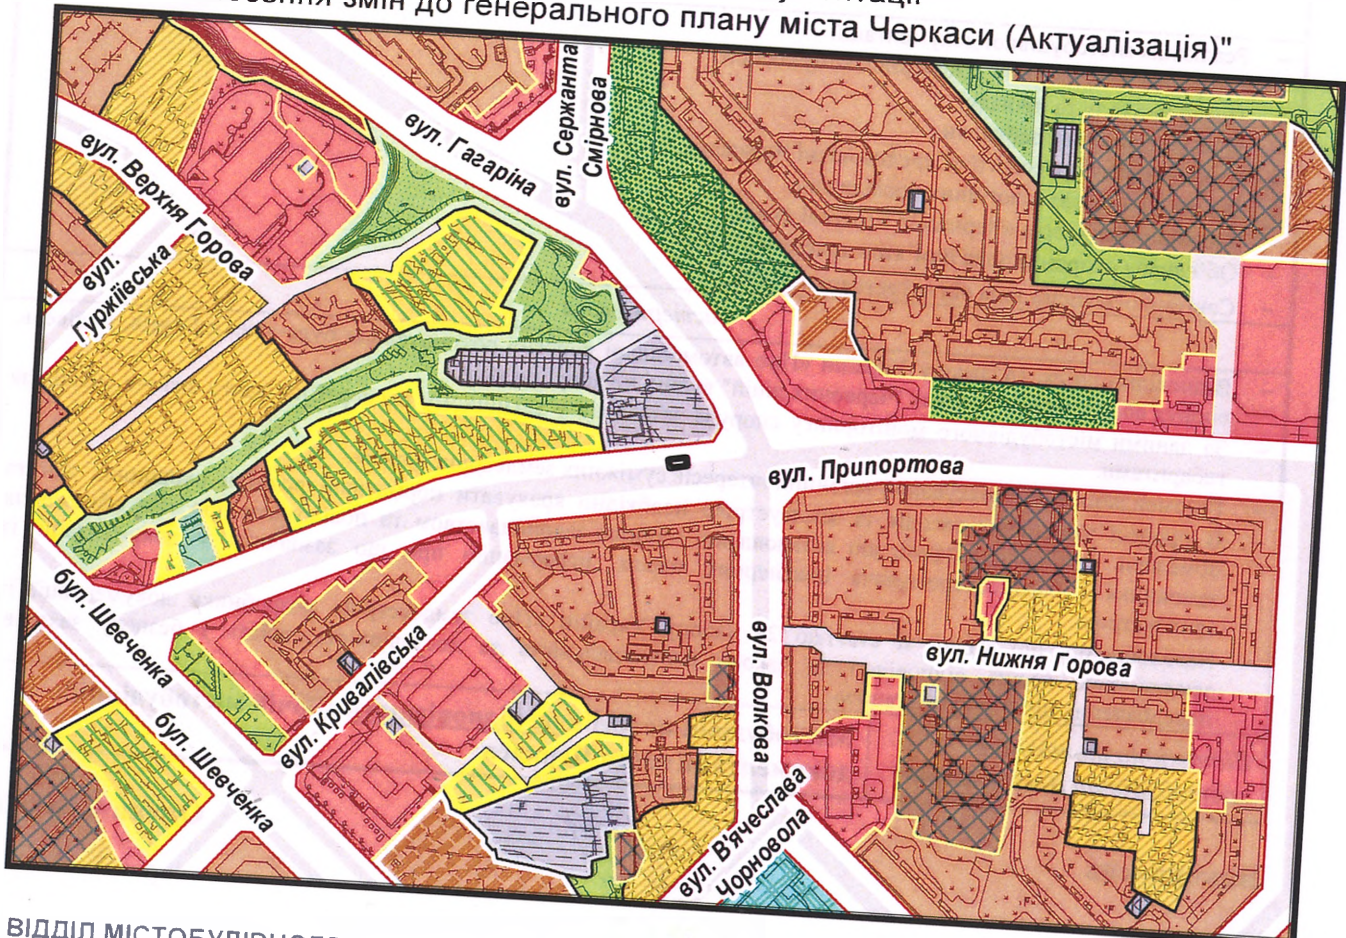 змін до генерального плану міста Черкаси (Актуалізація)"
вул. Гагаріна
вул. Сержанта
Смірнова
вул. Верхня Горова
вул.
Гуржіївська
вул. Припортова
бул. Шевченка
бул. Шевченка
вул. Кривалівська
вул. Волкова
вул. Нижня Горова
вул. В'ячеслава
Чорновола
ВІДДІЛ